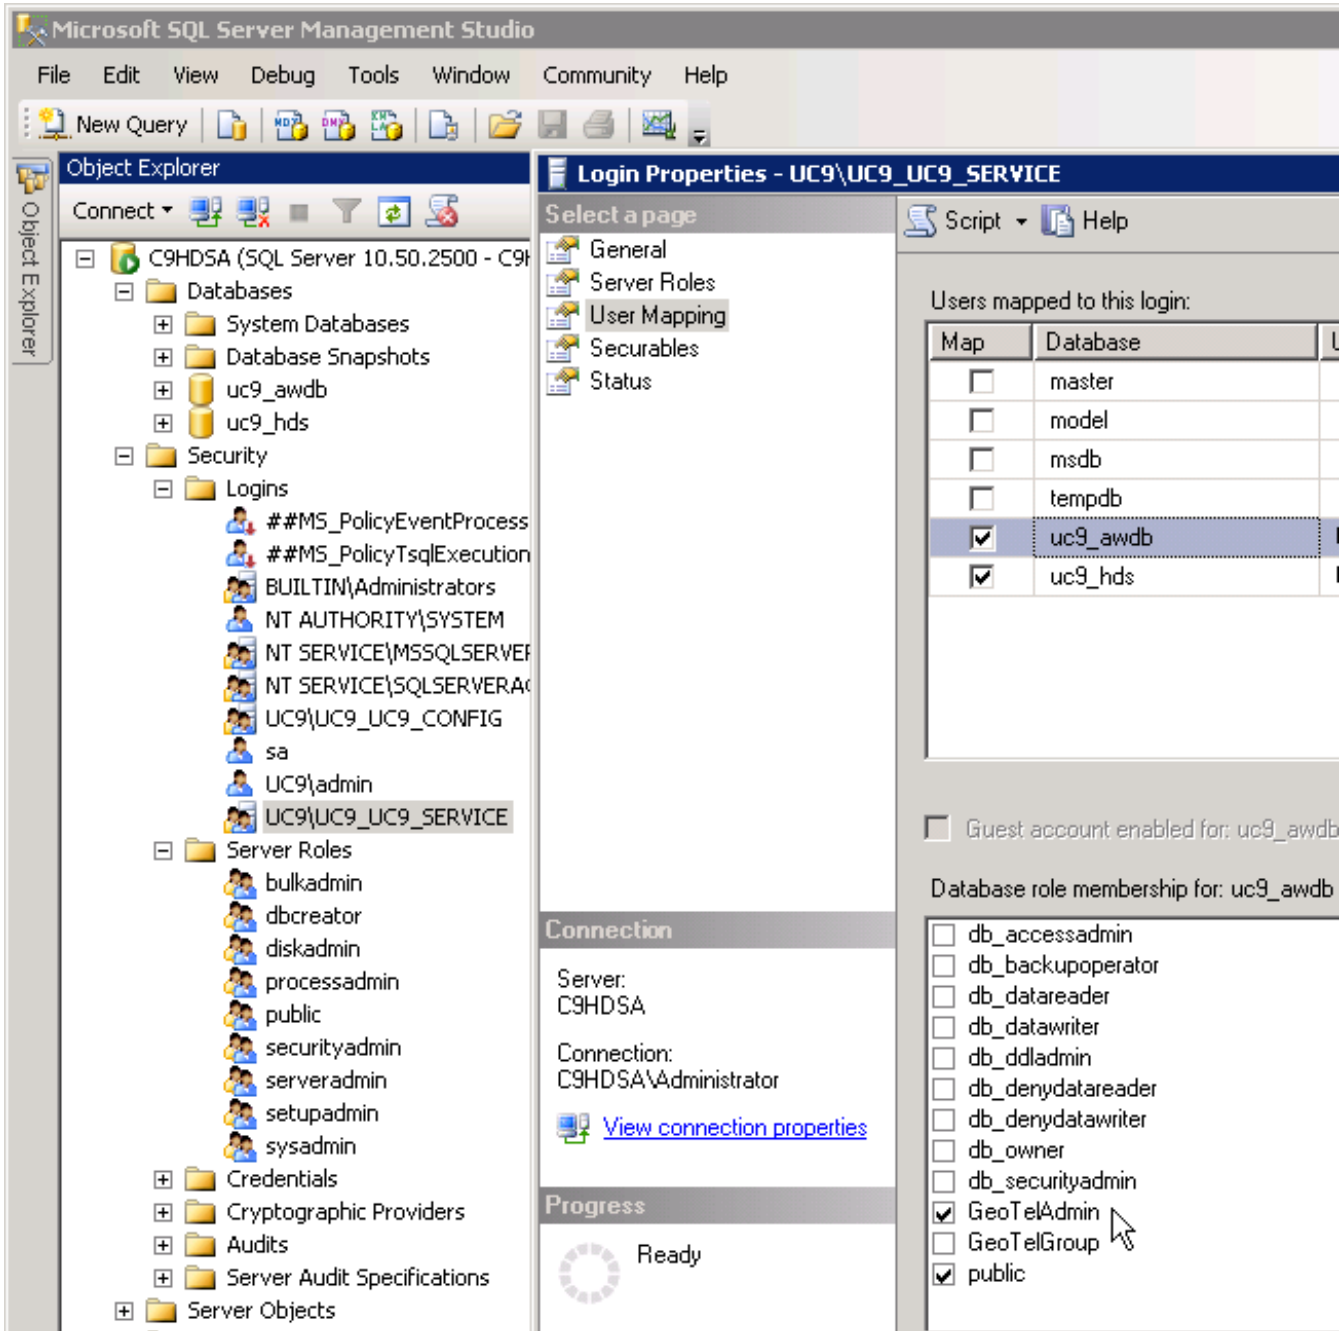 Microsoft SQL Server Management Studio
File Edit View Debug Tools Window Community Help
New Query
Object Explorer
Object Explorer
Connect
C9HDSA (SQL Server 10.50.2500 - C9H
Databases
System Databases
Database Snapshots
uc9_awdb
uc9_hds
Security
Logins
##MS_PolicyEventProcess
##MS_PolicyTsqlExecution
BUILTIN\Administrators
NT AUTHORITY\SYSTEM
NT SERVICE\MSSQLSERVER
NT SERVICE\SQLSERVERAG
UC9\UC9_UC9_CONFIG
sa
UC9\admin
UC9\UC9_UC9_SERVICE
Server Roles
bulkadmin
dbcreator
diskadmin
processadmin
public
securityadmin
serveradmin
setupadmin
sysadmin
Credentials
Cryptographic Providers
Audits
Server Audit Specifications
Server Objects
Login Properties - UC9\UC9_UC9_SERVICE
Select a page
General
Server Roles
User Mapping
Securables
Status
Connection
Server:
C9HDSA
Connection:
C9HDSA\Administrator
View connection properties
Progress
Ready
Script Help
Users mapped to this login:
Map Database
master
model
msdb
tempdb
uc9_awdb
uc9_hds
Guest account enabled for: uc9_awdb
Database role membership for: uc9_awdb
db_accessadmin
db_backupoperator
db_datareader
db_datawriter
db_ddladmin
db_denydatareader
db_denydatawriter
db_owner
db_securityadmin
GeoTelAdmin
GeoTelGroup
public